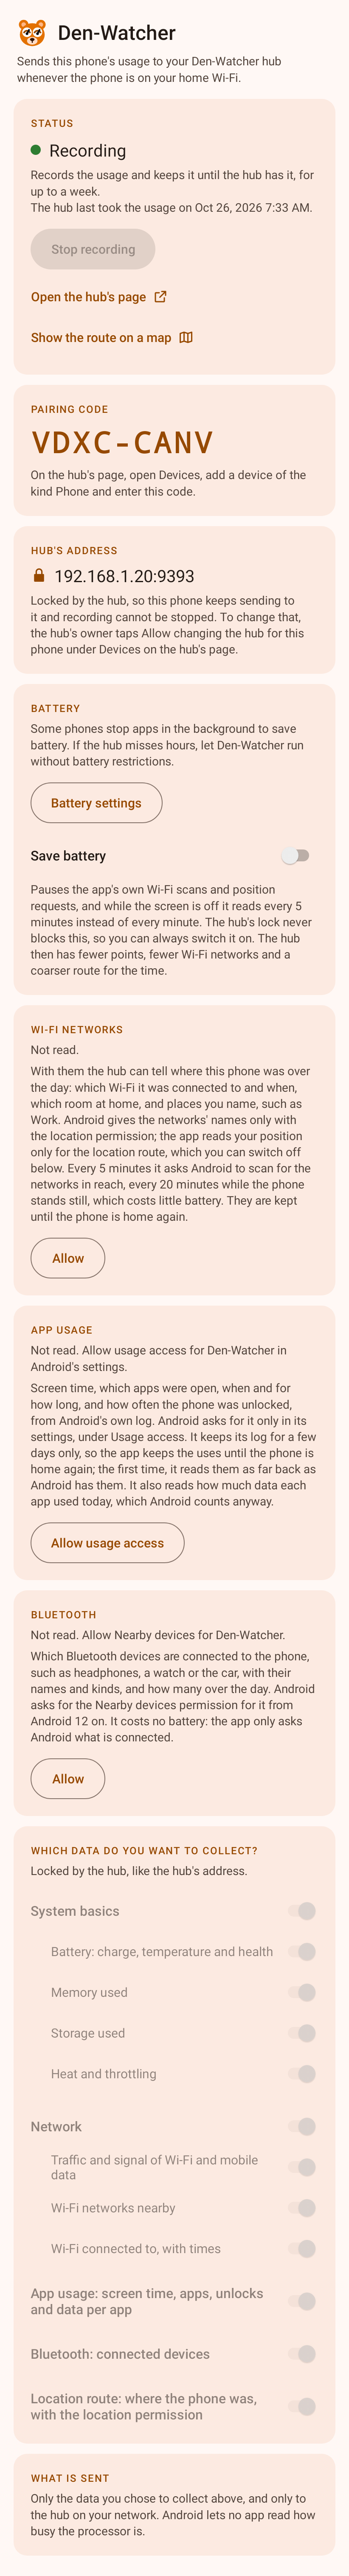 Den-Watcher
Sends this phone's usage to your Den-Watcher hub
whenever the phone is on your home Wi-Fi.
STATUS
Recording
Records the usage and keeps it until the hub has it, for
up to a week.
The hub last took the usage on Oct 26, 2026 7:33 AM.
Stop recording
Open the hub's page
Show the route on a map
PAIRING CODE
VDXC-CANV
On the hub's page, open Devices, add a device of the
kind Phone and enter this code.
HUB'S ADDRESS
192.168.1.20:9393
Locked by the hub, so this phone keeps sending to
it and recording cannot be stopped. To change that,
the hub's owner taps Allow changing the hub for this
phone under Devices on the hub's page.
BATTERY
Some phones stop apps in the background to save
battery. If the hub misses hours, let Den-Watcher run
without battery restrictions.
Battery settings
Save battery
Pauses the app's own Wi-Fi scans and position
requests, and while the screen is off it reads every 5
minutes instead of every minute. The hub's lock never
blocks this, so you can always switch it on. The hub
then has fewer points, fewer Wi-Fi networks and a
coarser route for the time.
WI-FI NETWORKS
Not read.
With them the hub can tell where this phone was over
the day: which Wi-Fi it was connected to and when,
which room at home, and places you name, such as
Work. Android gives the networks' names only with
the location permission; the app reads your position
only for the location route, which you can switch off
below. Every 5 minutes it asks Android to scan for the
networks in reach, every 20 minutes while the phone
stands still, which costs little battery. They are kept
until the phone is home again.
Allow
APP USAGE
Not read. Allow usage access for Den-Watcher in
Android's settings.
Screen time, which apps were open, when and for
how long, and how often the phone was unlocked,
from Android's own log. Android asks for it only in its
settings, under Usage access. It keeps its log for a few
days only, so the app keeps the uses until the phone is
home again; the first time, it reads them as far back as
Android has them. It also reads how much data each
app used today, which Android counts anyway.
Allow usage access
BLUETOOTH
Not read. Allow Nearby devices for Den-Watcher.
Which Bluetooth devices are connected to the phone,
such as headphones, a watch or the car, with their
names and kinds, and how many over the day. Android
asks for the Nearby devices permission for it from
Android 12 on. It costs no battery: the app only asks
Android what is connected.
Allow
WHICH DATA DO YOU WANT TO COLLECT?
Locked by the hub, like the hub's address.
System basics
Battery: charge, temperature and health
Memory used
Storage used
Heat and throttling
Network
Traffic and signal of Wi-Fi and mobile
data
Wi-Fi networks nearby
Wi-Fi connected to, with times
App usage: screen time, apps, unlocks
and data per app
Bluetooth: connected devices
Location route: where the phone was,
with the location permission
WHAT IS SENT
Only the data you chose to collect above, and only to
the hub on your network. Android lets no app read how
busy the processor is.